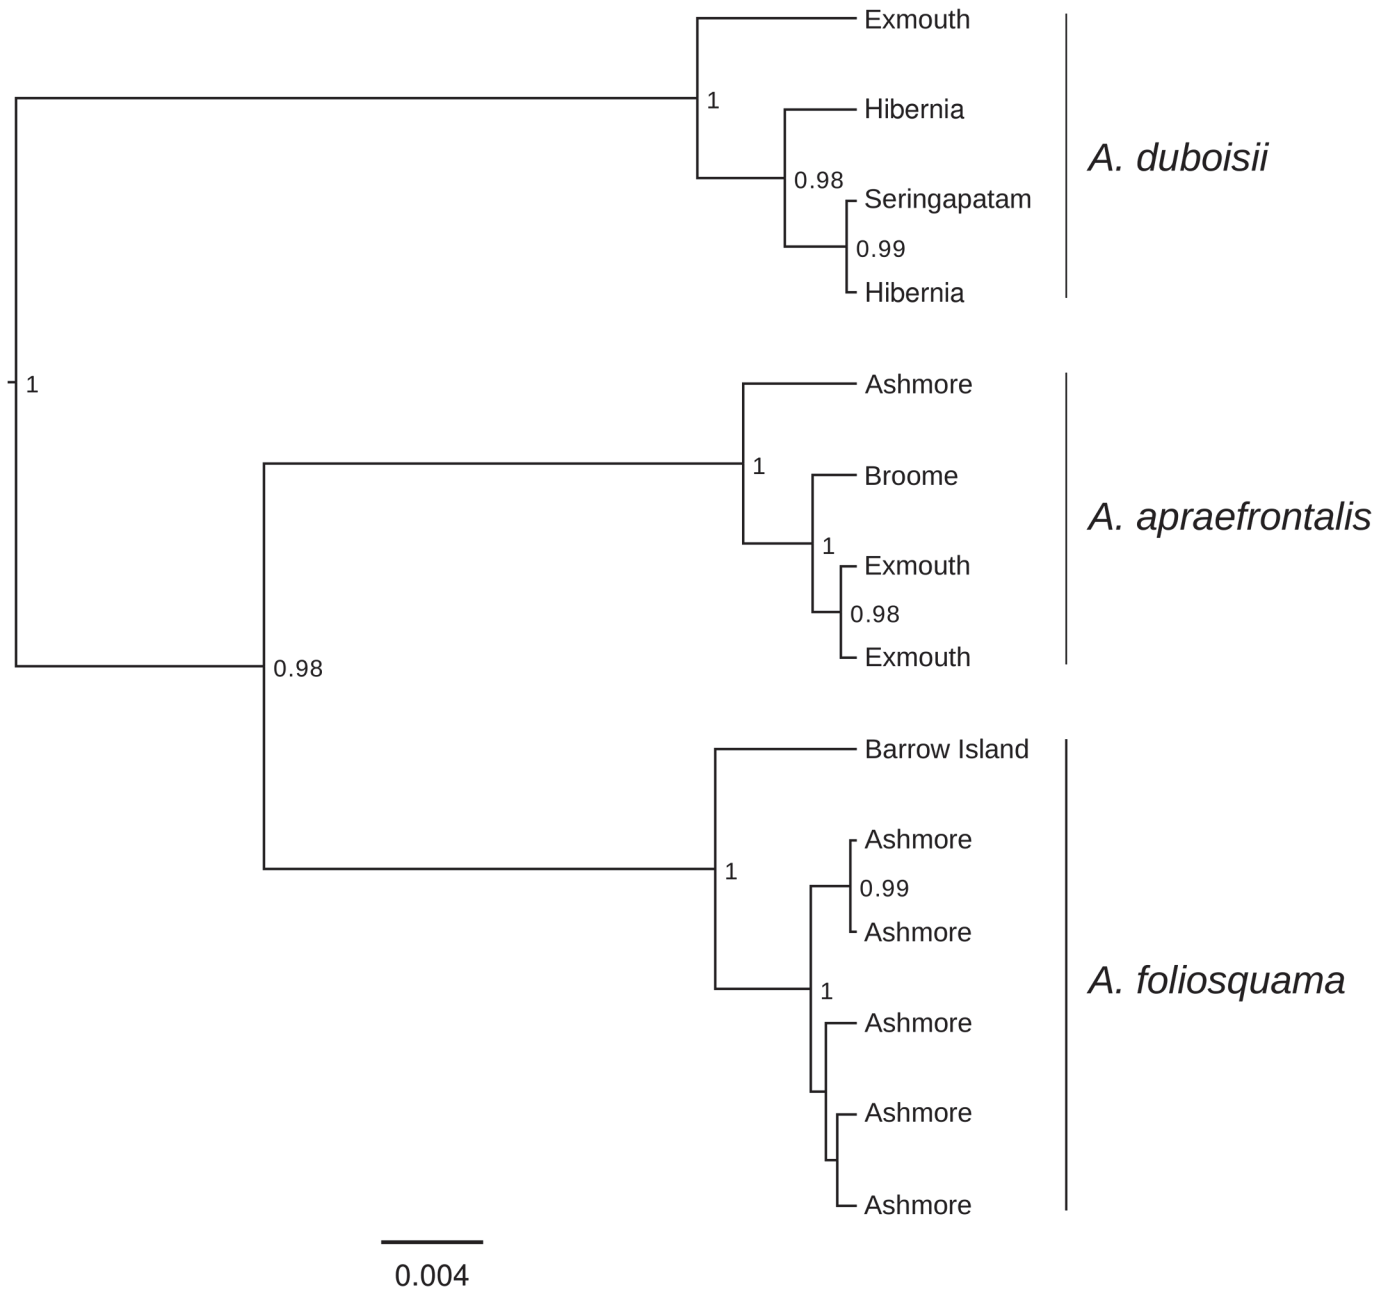 Exmouth
1
Hibernia
A. duboisii
0.98
Seringapatam
0.99
Hibernia
1
Ashmore
1
Broome
A. apraefrontalis
1
Exmouth
0.98
Exmouth
0.98
Barrow Island
Ashmore
1
0.99
Ashmore
A. foliosquama
1
Ashmore
Ashmore
Ashmore
0.004